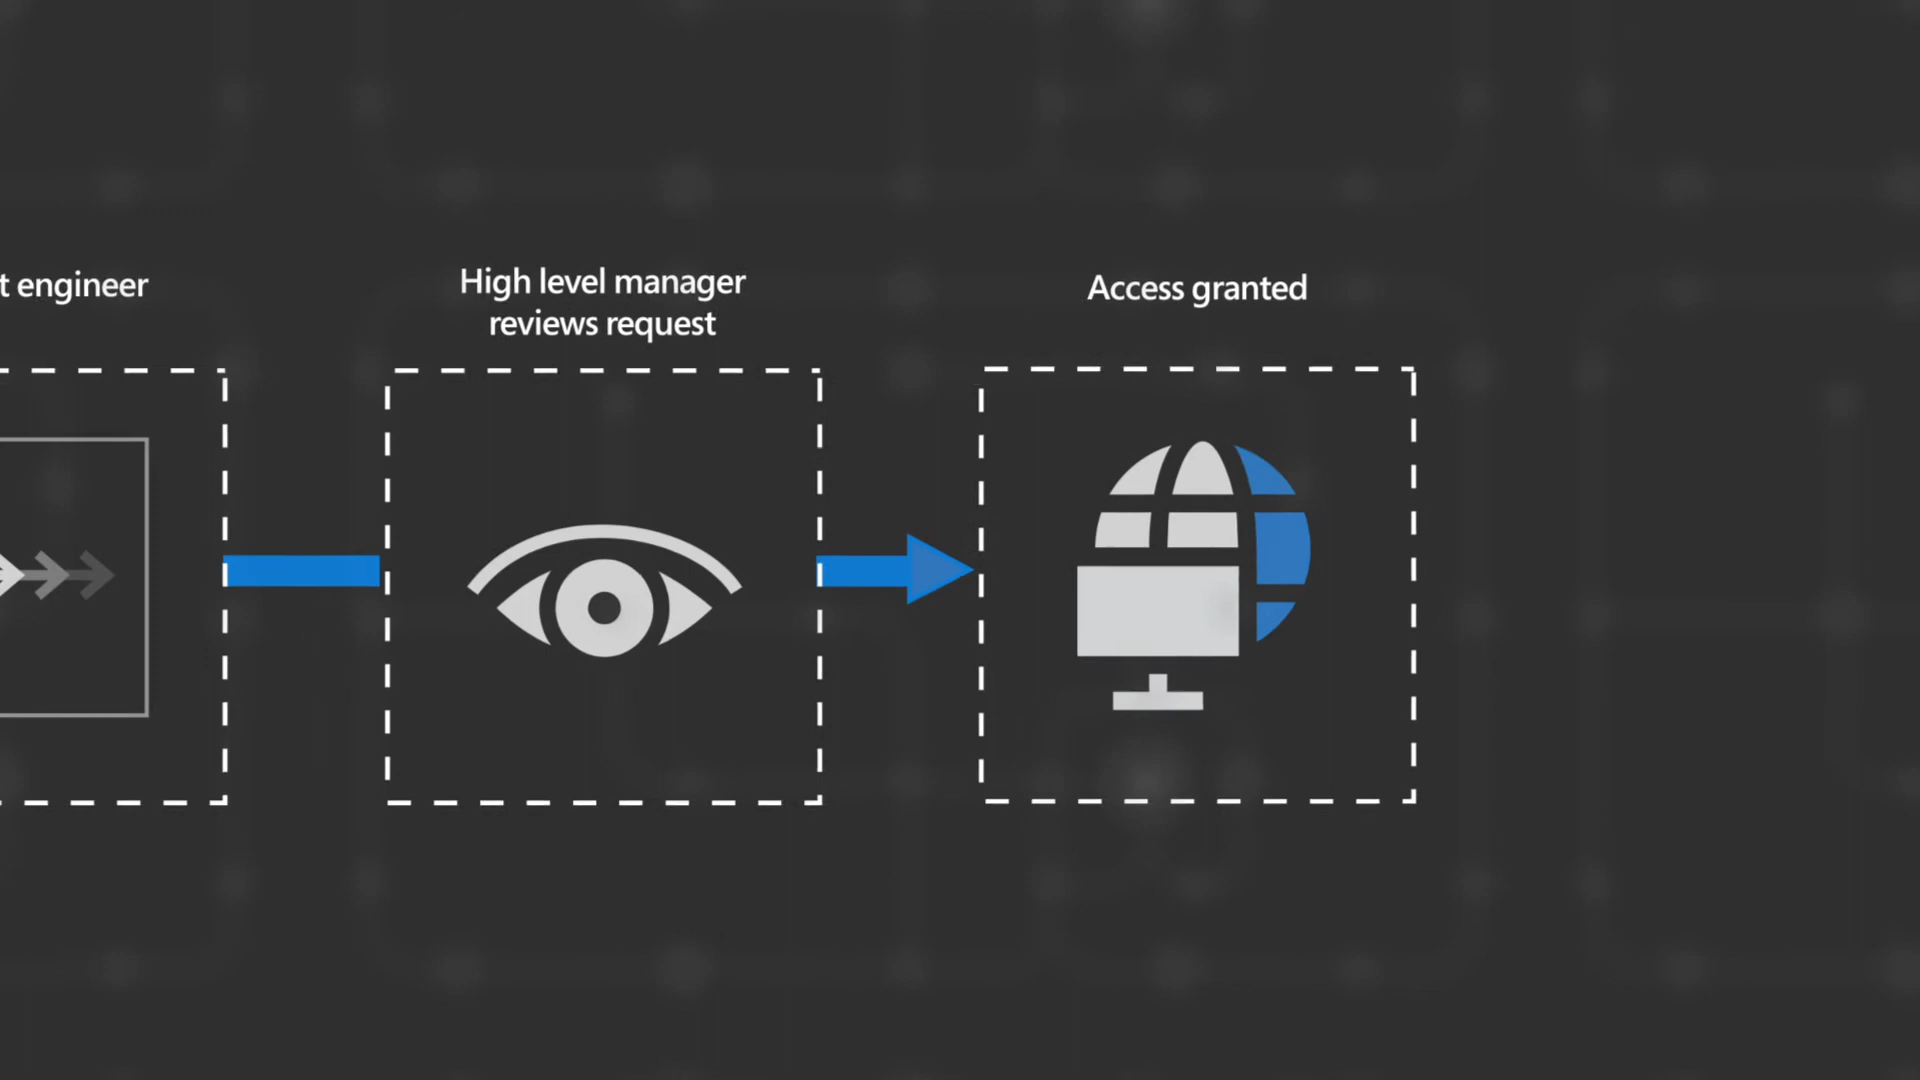 t engineer
High level manager
reviews request
Access granted